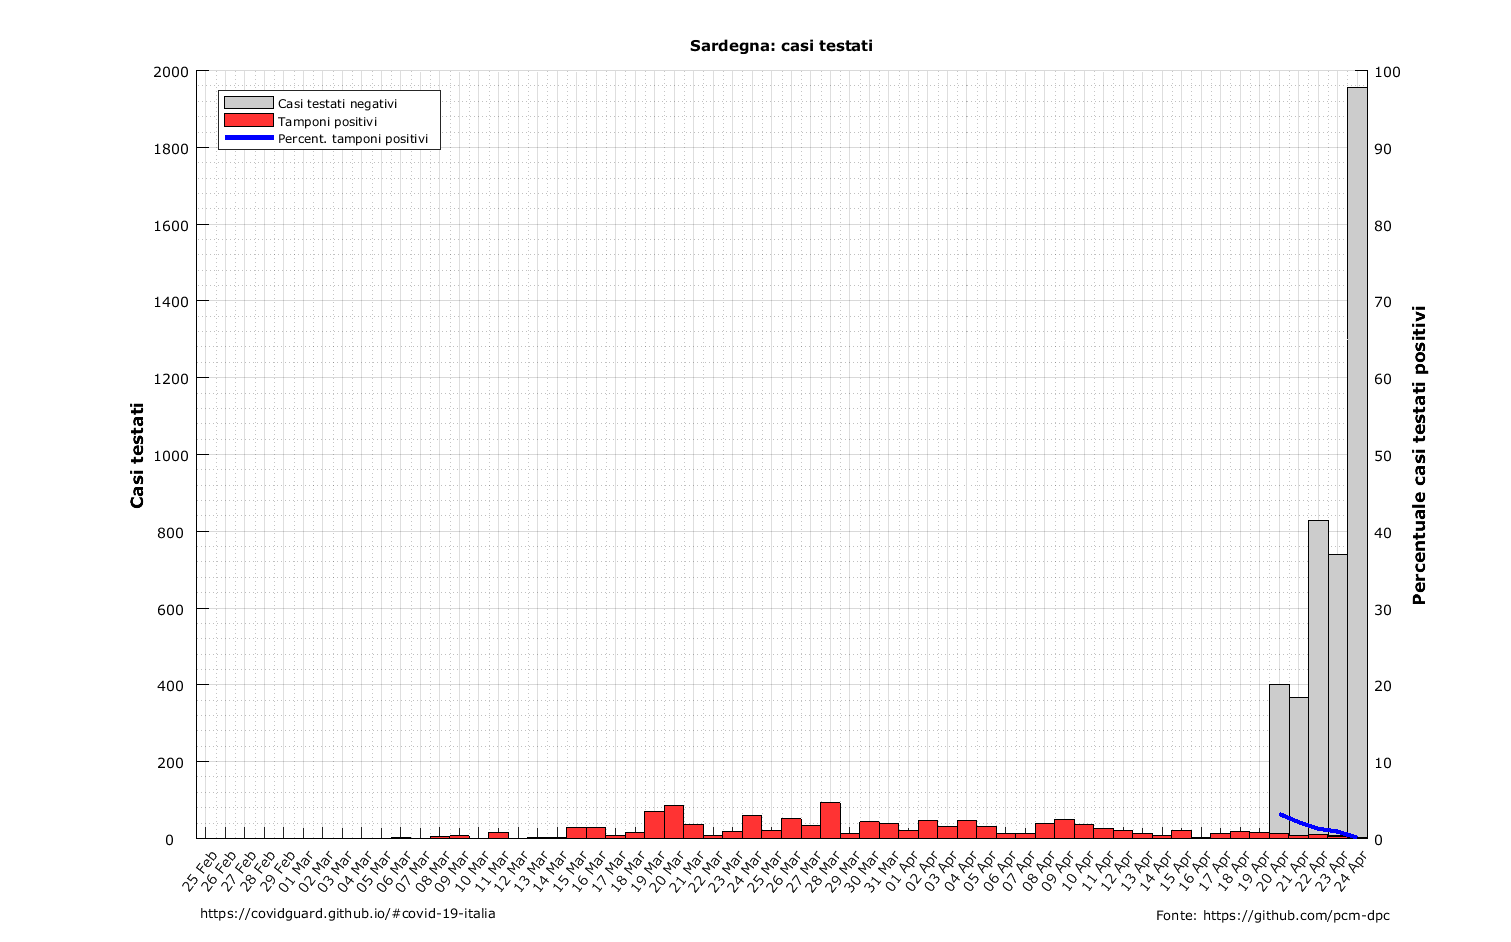 Sardegna: casi testati
Casi testati negativi
Tamponi positivi
Percent. tamponi positivi
Casi testati
2000
1800
1600
1400
1200
1000
800
600
400
200
0
100
90
80
70
60
50
40
30
20
10
0
Percentuale casi testati positivi
25 Feb
26 Feb
27 Feb
28 Feb
29 Feb
01 Mar
02 Mar
03 Mar
04 Mar
05 Mar
06 Mar
07 Mar
08 Mar
09 Mar
10 Mar
11 Mar
12 Mar
13 Mar
14 Mar
15 Mar
16 Mar
17 Mar
18 Mar
19 Mar
20 Mar
21 Mar
22 Mar
23 Mar
24 Mar
25 Mar
26 Mar
27 Mar
28 Mar
29 Mar
30 Mar
31 Mar
01 Apr
02 Apr
03 Apr
04 Apr
05 Apr
06 Apr
07 Apr
08 Apr
09 Apr
10 Apr
11 Apr
12 Apr
13 Apr
14 Apr
15 Apr
16 Apr
17 Apr
18 Apr
19 Apr
20 Apr
21 Apr
22 Apr
23 Apr
24 Apr
https://covidguard.github.io/#covid-19-italia
Fonte: https://github.com/pcm-dpc